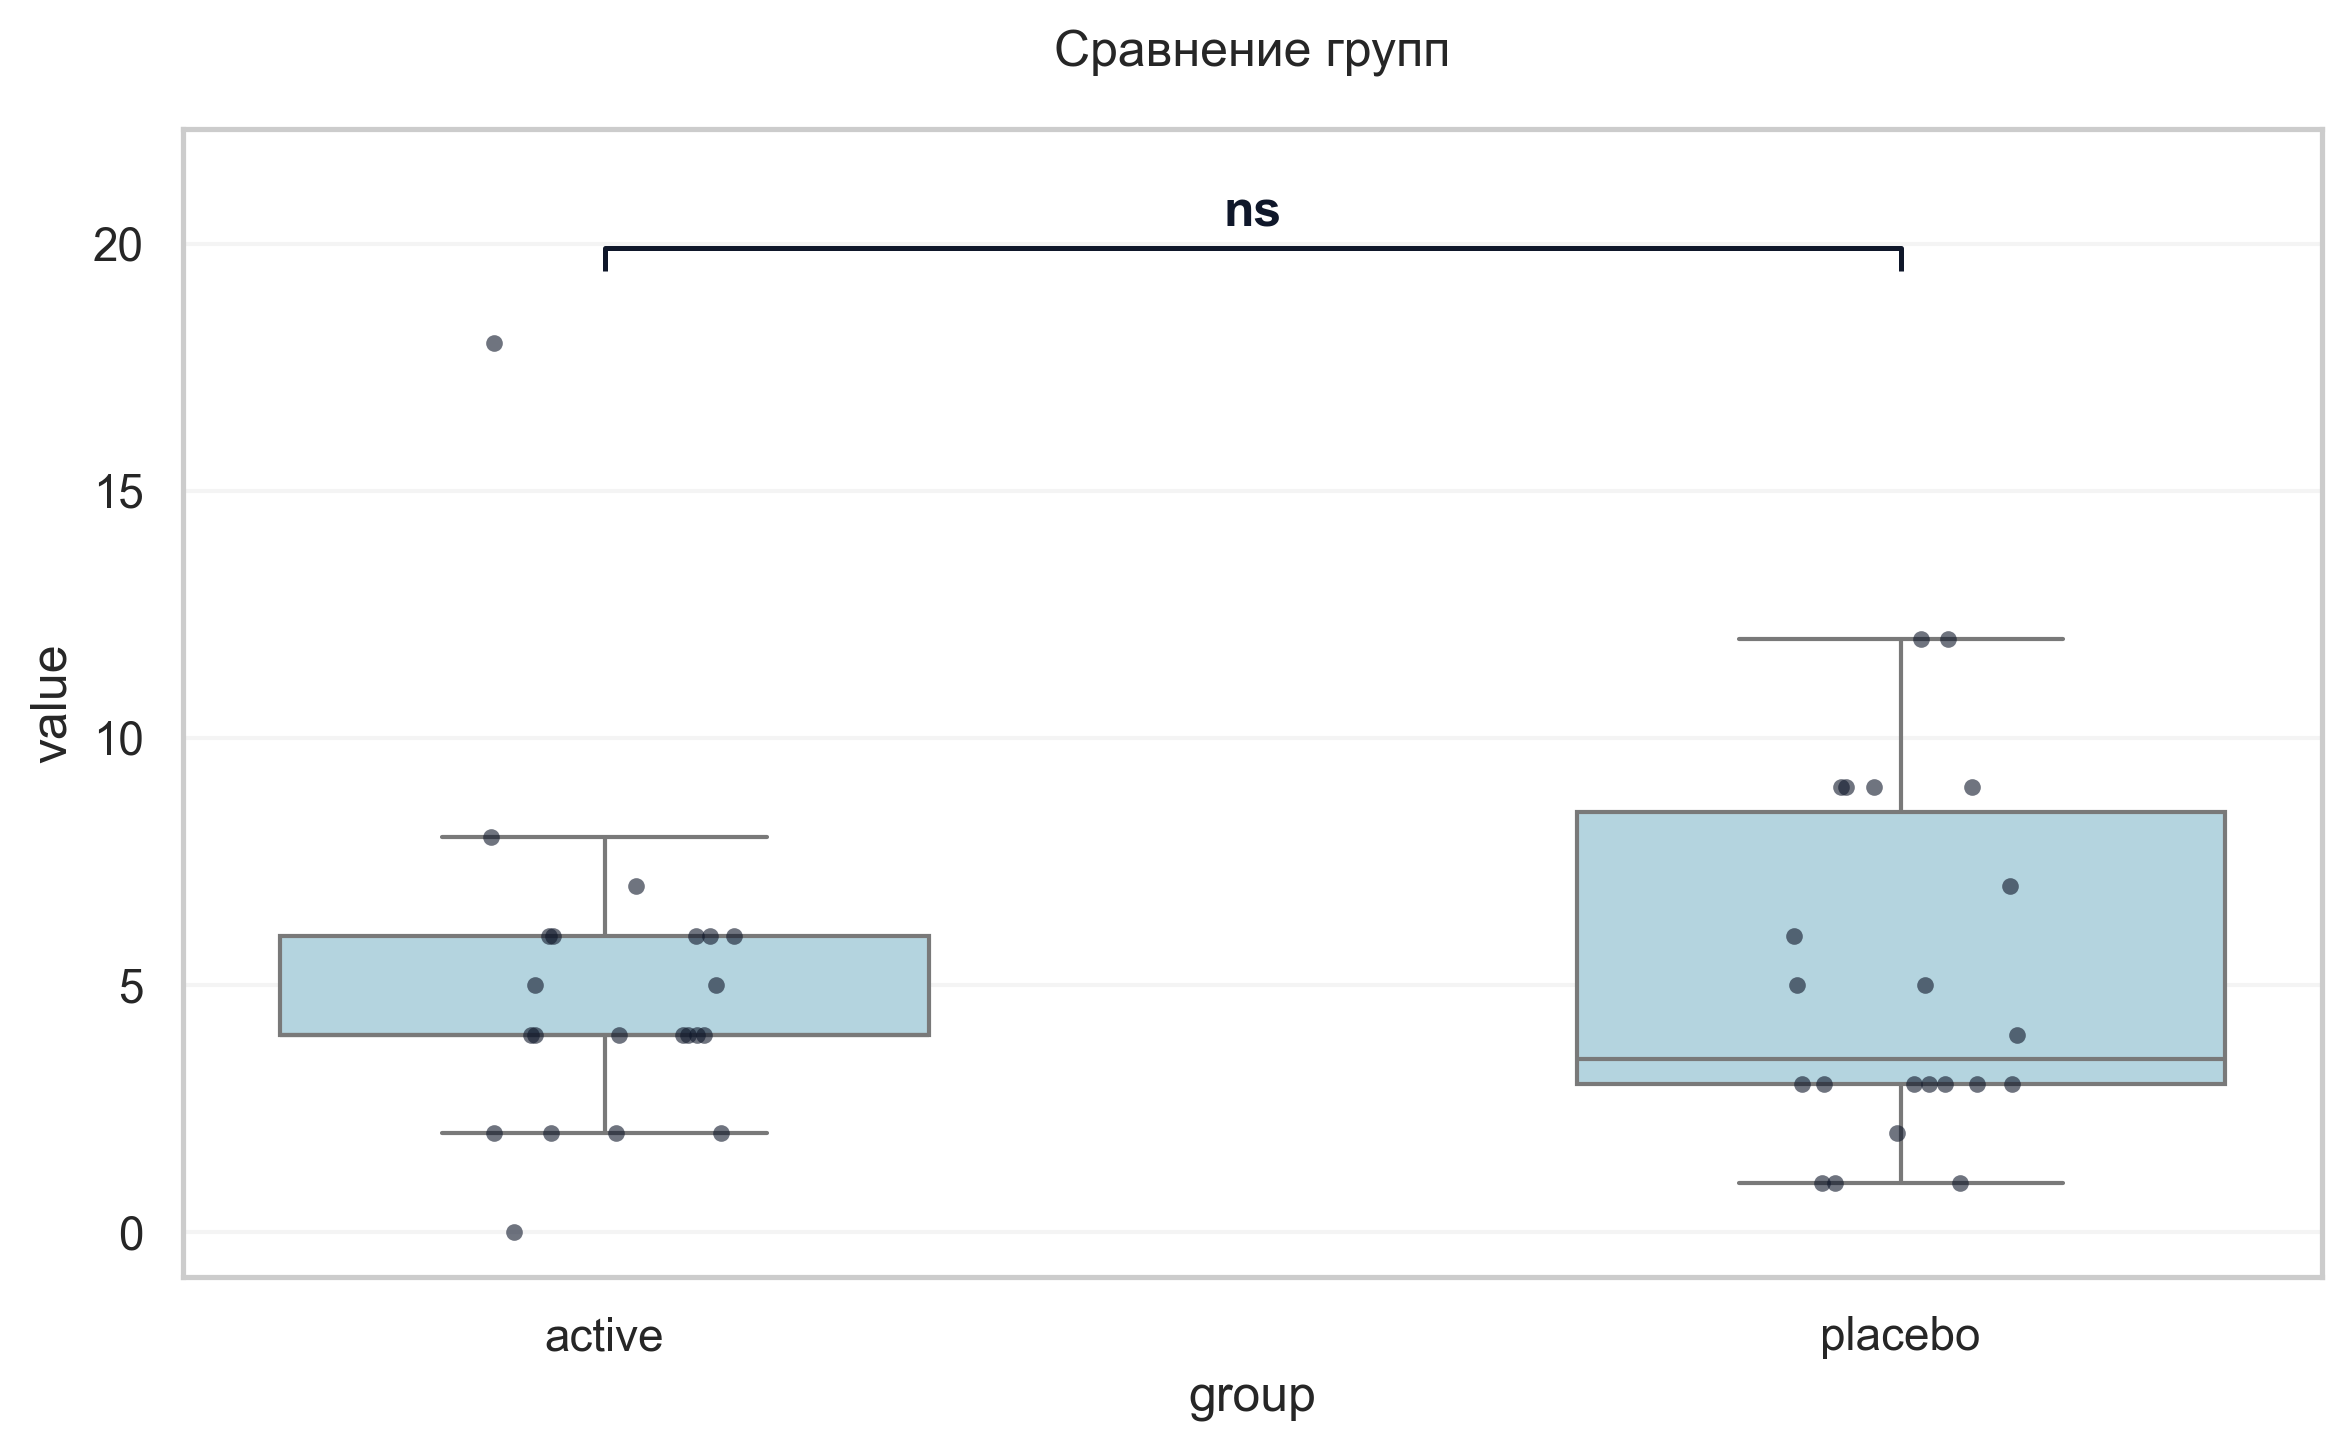 Сравнение групп
ns
20
15
10
5
0
value
active
placebo
group